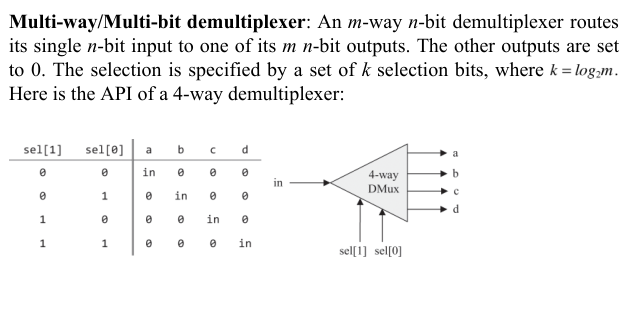 Multi-way/Multi-bit demultiplexer: An m-way n-bit demultiplexer routes
its single n-bit input to one of its m n-bit outputs. The other outputs are set
to 0. The selection is specified by a set of k selection bits, where k = log₂m.
Here is the API of a 4-way demultiplexer:
sel[1] sel[0] a b c d
0 0 in 0 0 0
0 1 0 in 0 0
1 0 0 0 in 0
1 1 0 0 0 in
in
4-way
DMux
a
b
c
d
sel[1] sel[0]